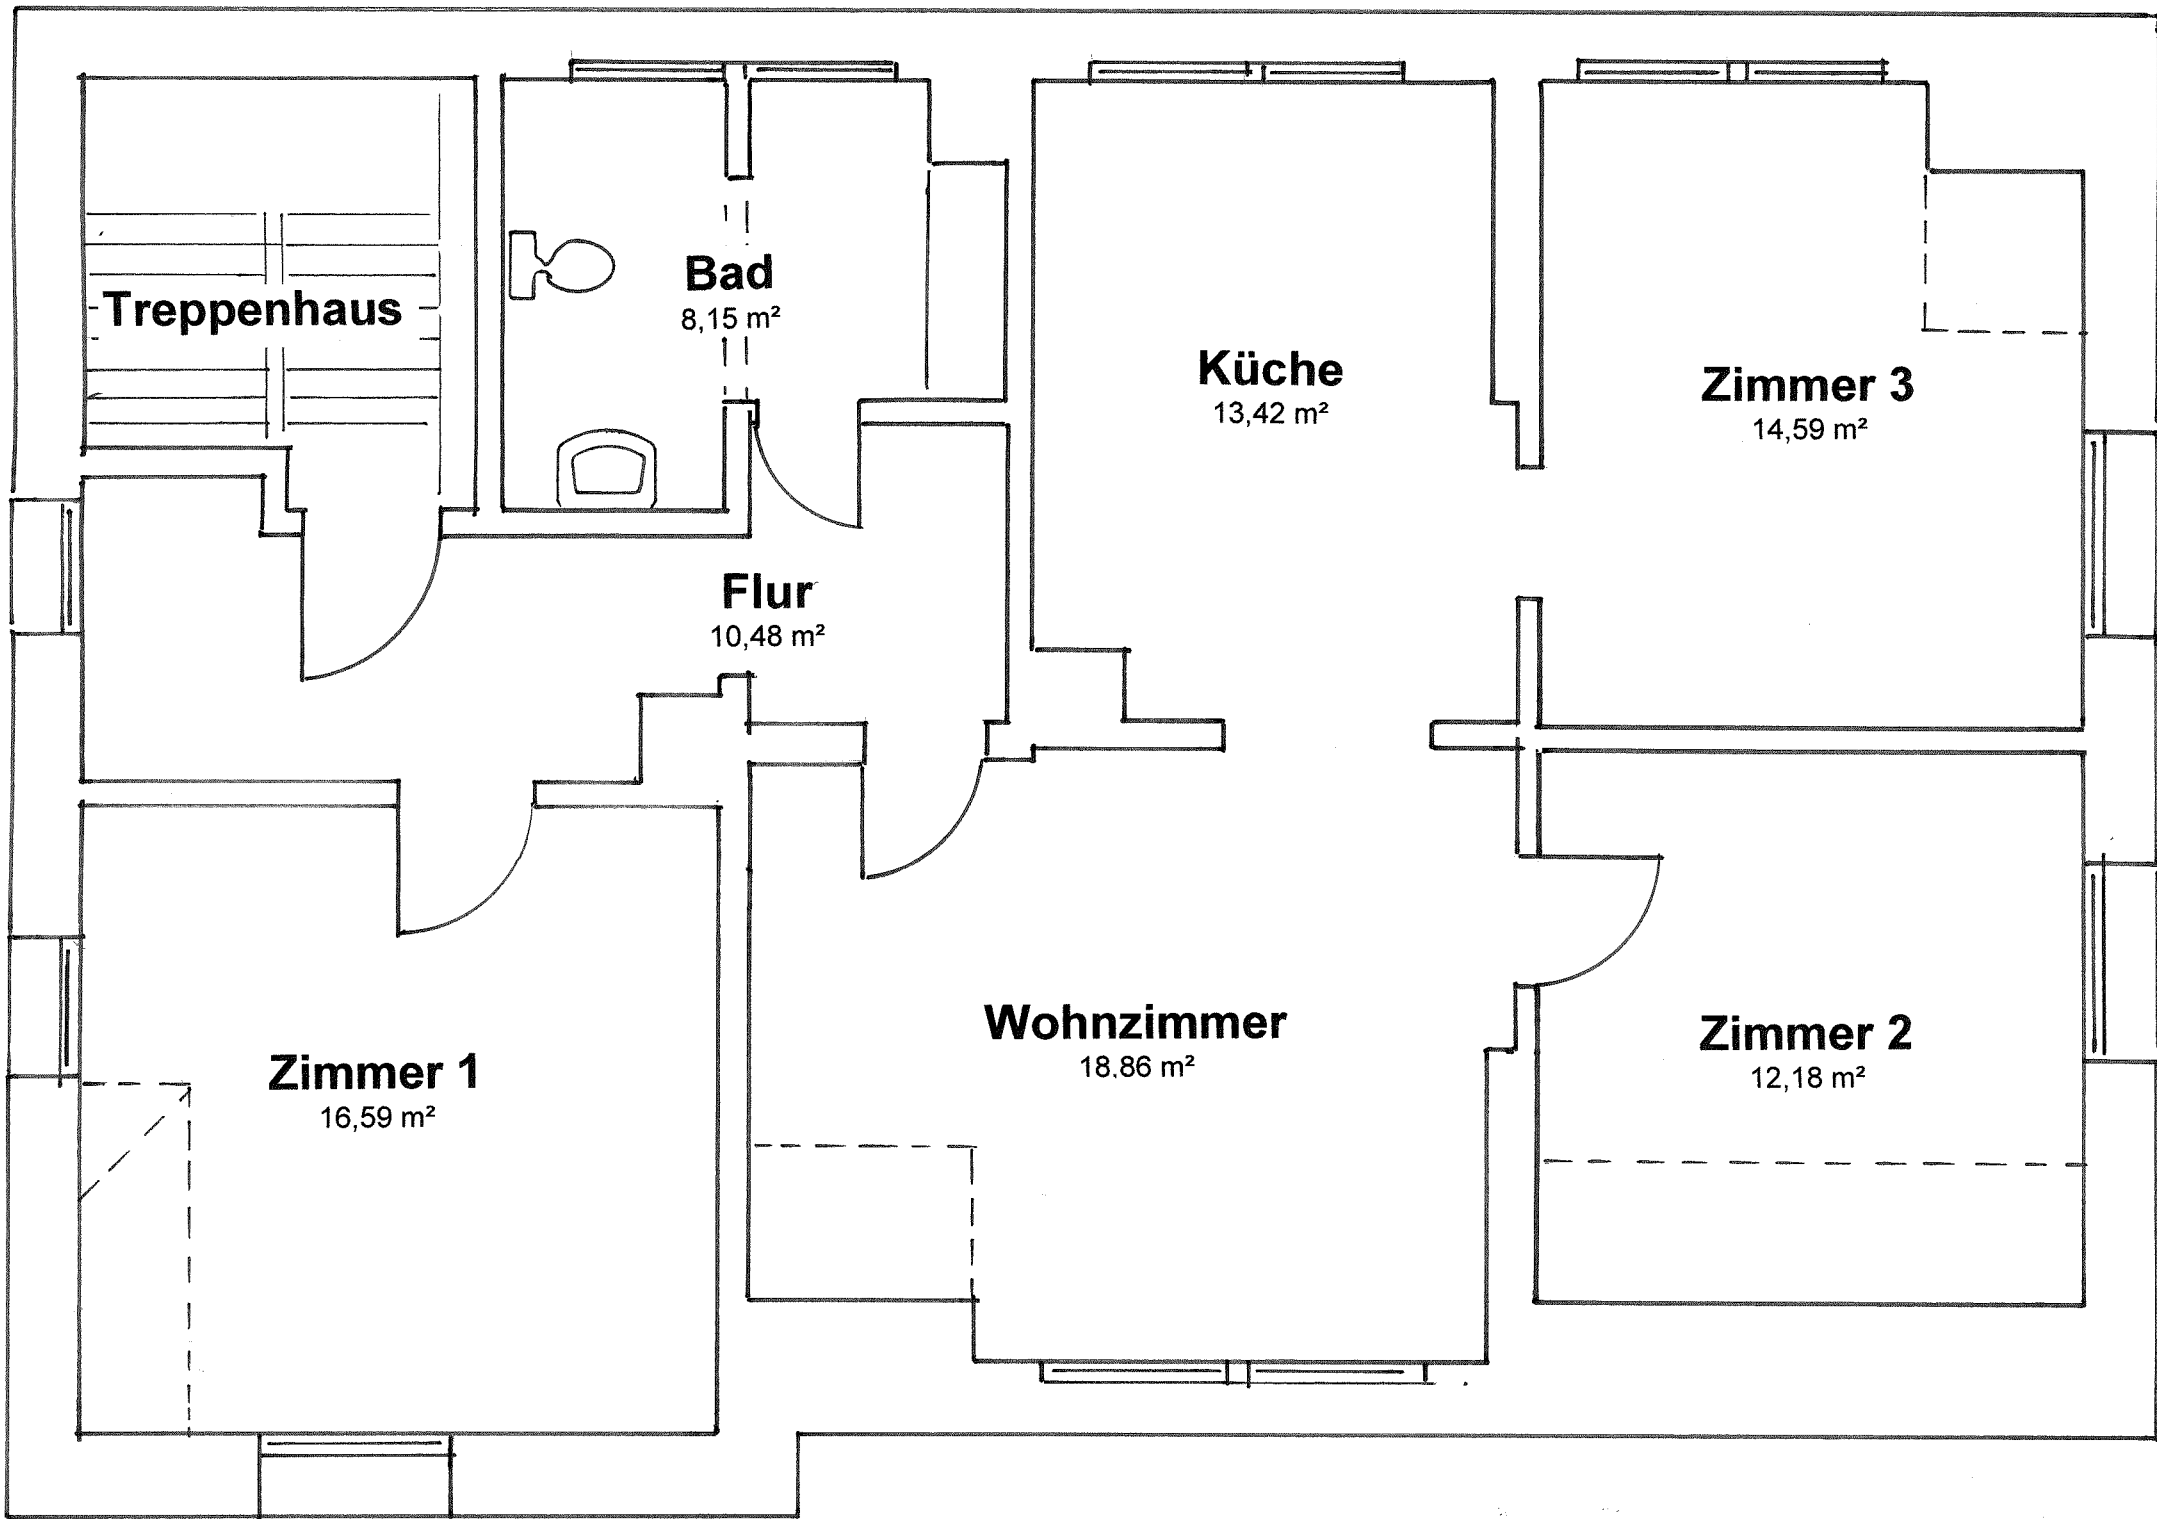 Bad
8,15 m²
Treppenhaus
Küche
13,42 m²
Zimmer 3
14,59 m²
Flur
10,48 m²
Wohnzimmer
18,86 m²
Zimmer 2
12,18 m²
Zimmer 1
16,59 m²